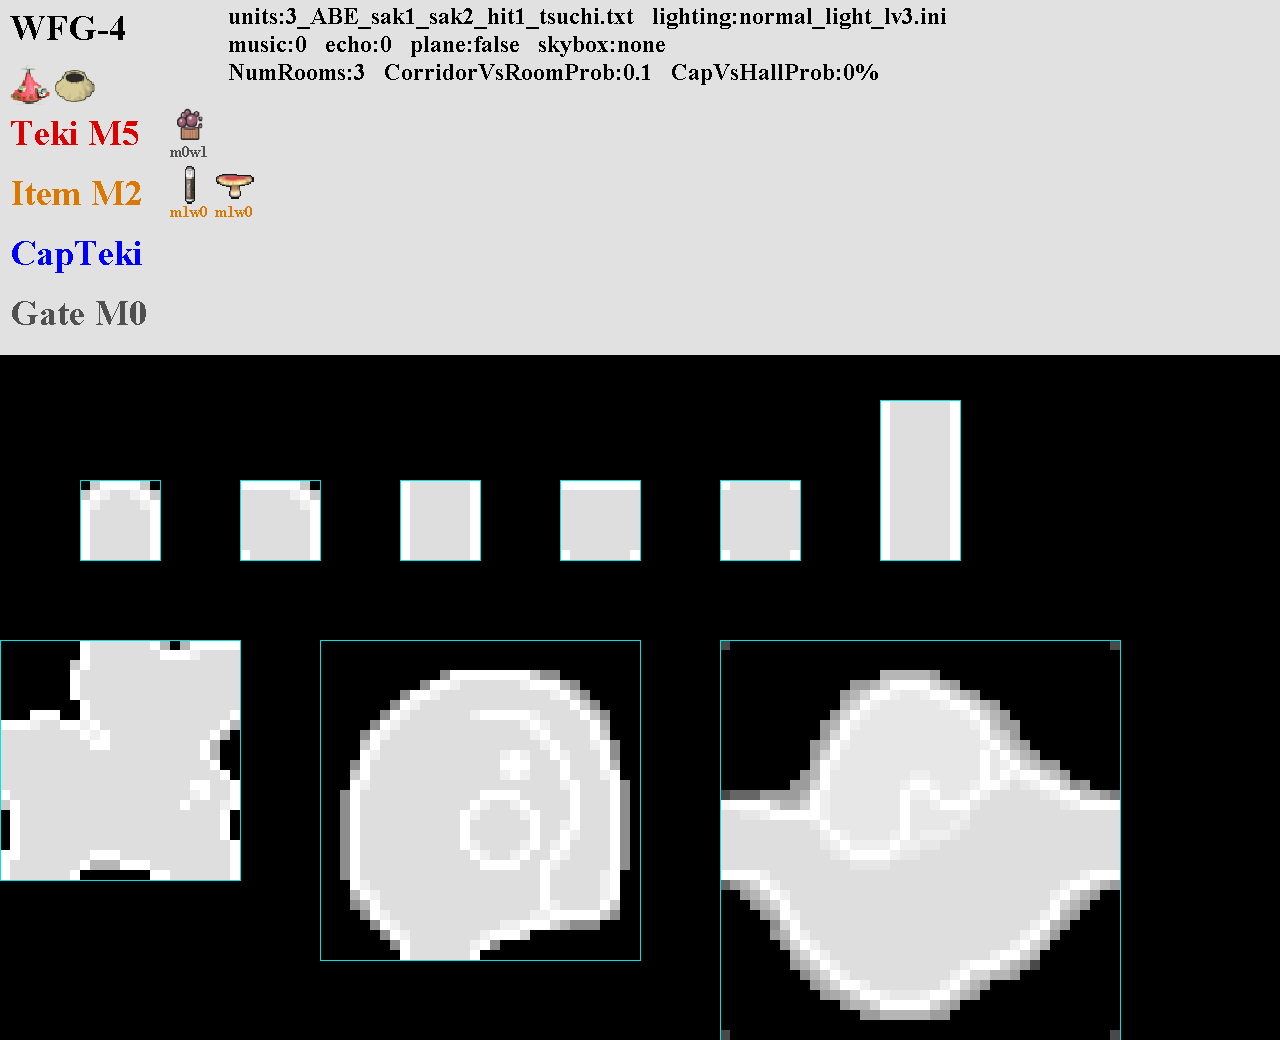 WFG-4
units:3_ABE_sak1_sak2_hit1_tsuchi.txt lighting:normal_light_lv3.ini
music:0 echo:0 plane:false skybox:none
NumRooms:3 CorridorVsRoomProb:0.1 CapVsHallProb:0%
Teki M5
m0w1
Item M2
m1w0 m1w0
CapTeki
Gate M0